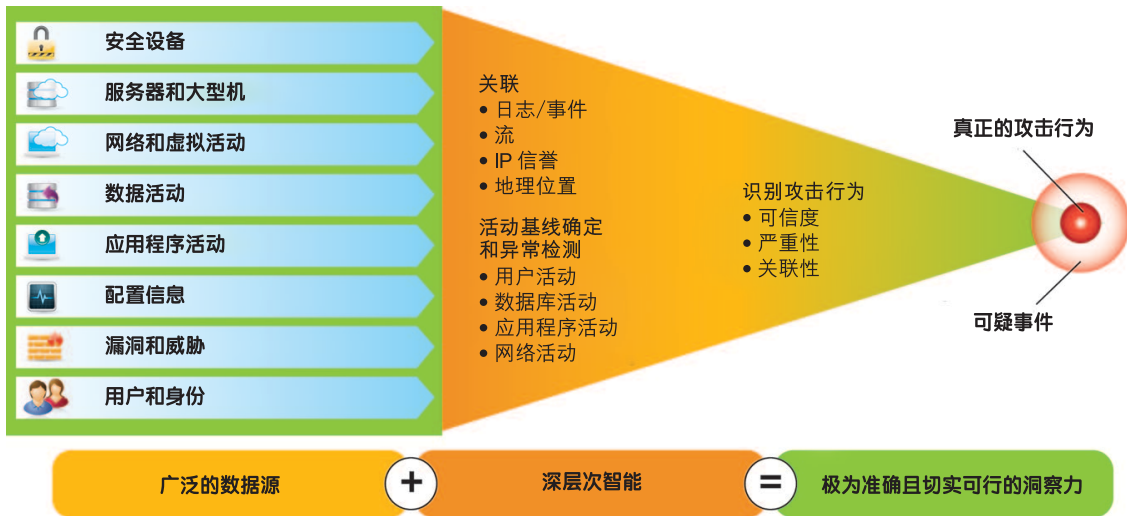 安全设备
服务器和大型机
网络和虚拟活动
数据活动
应用程序活动
配置信息
漏洞和威胁
用户和身份
关联
• 日志/事件
• 流
• IP 信誉
• 地理位置
活动基线确定
和异常检测
• 用户活动
• 数据库活动
• 应用程序活动
• 网络活动
识别攻击行为
• 可信度
• 严重性
• 关联性
真正的攻击行为
可疑事件
广泛的数据源
+
深层次智能
=
极为准确且切实可行的洞察力